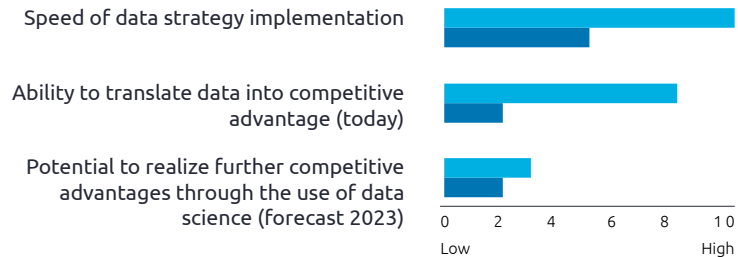 Speed of data strategy implementation
Ability to translate data into competitive
advantage (today)
Potential to realize further competitive
advantages through the use of data
science (forecast 2023)
0 2 4 6 8 10
Low High